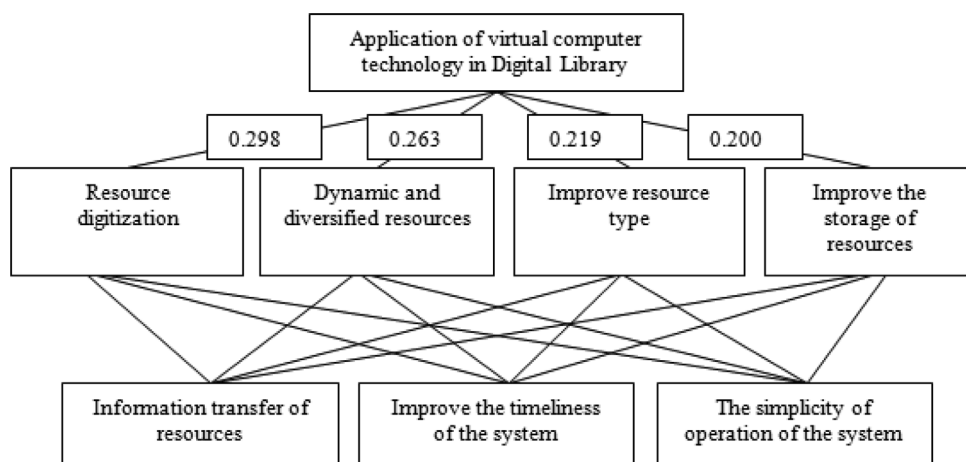 Application of virtual computer
technology in Digital Library
0.298
0.263
0.219
0.200
Resource
digitization
Dynamic and
diversified resources
Improve resource
type
Improve the
storage of
resources
Information transfer of
resources
Improve the timeliness
of the system
The simplicity of
operation of the system